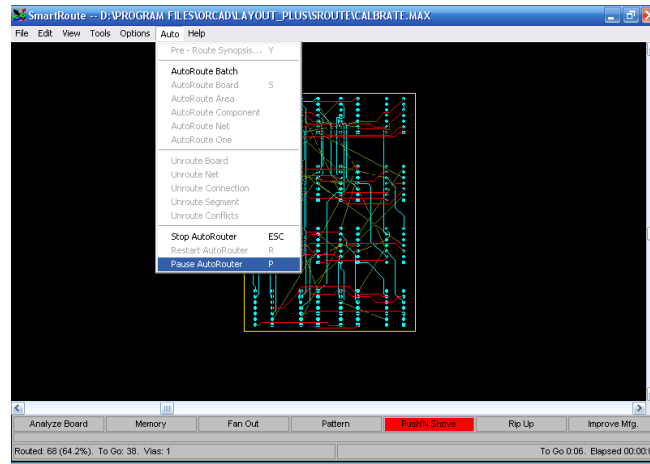 SmartRoute -- D:\PROGRAM FILES\ORCAD\LAYOUT_PLUS\SROUTE\CALBRATE.MAX
File Edit View Tools Options Auto Help
Pre - Route Synopsis... Y
AutoRoute Batch
AutoRoute Board S
AutoRoute Area
AutoRoute Component
AutoRoute Net
AutoRoute One
Unroute Board
Unroute Net
Unroute Connection
Unroute Segment
Unroute Conflicts
Stop AutoRouter ESC
Restart AutoRouter R
Pause AutoRouter P
Analyze Board Memory Fan Out Pattern Push'N Shove Rip Up Improve Mfg.
Routed: 68 (64.2%). To Go: 38. Vias: 1 To Go 0:06. Elapsed 00:00: